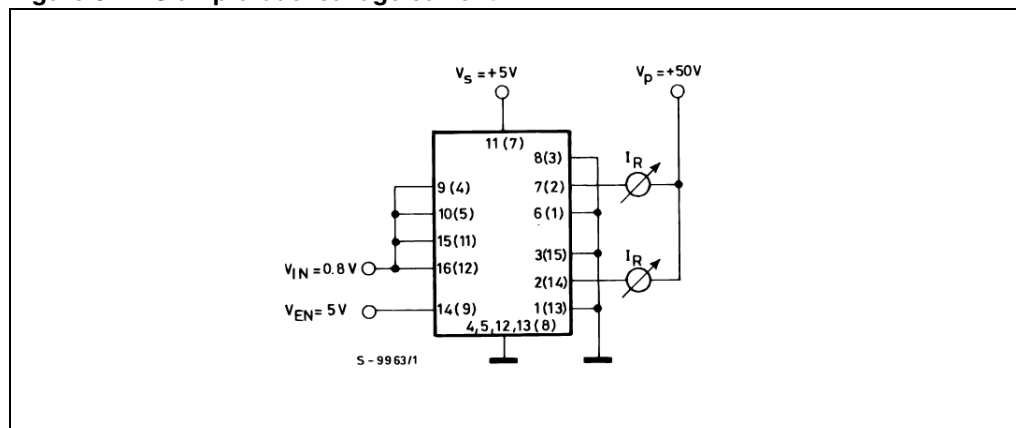 V_S = +5V
V_P = +50V
11 (7)
8 (3)
I_R
9 (4)
7 (2)
10 (5)
6 (1)
15 (11)
3 (15)
I_R
V_IN = 0.8 V
16 (12)
2 (14)
V_EN = 5V
14 (9)
1 (13)
4,5,12,13 (8)
S-9963/1